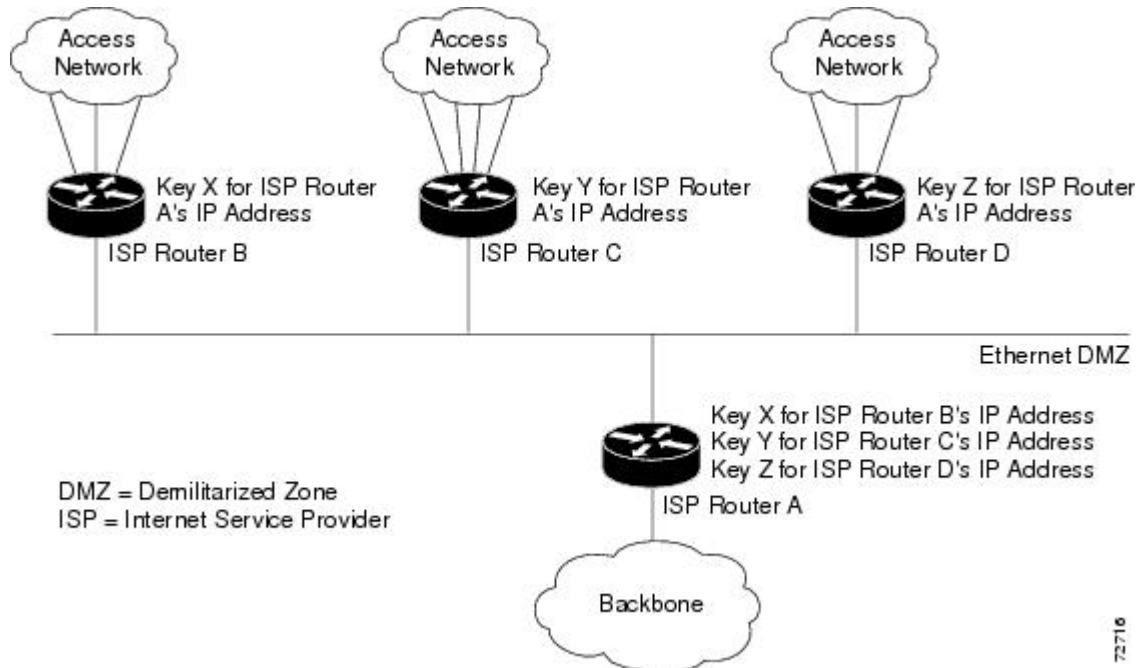 Access
Network
Access
Network
Access
Network
Key X for ISP Router
A's IP Address
ISP Router B
Key Y for ISP Router
A's IP Address
ISP Router C
Key Z for ISP Router
A's IP Address
ISP Router D
Ethernet DMZ
Key X for ISP Router B's IP Address
Key Y for ISP Router C's IP Address
Key Z for ISP Router D's IP Address
ISP Router A
DMZ = Demilitarized Zone
ISP = Internet Service Provider
Backbone
72716